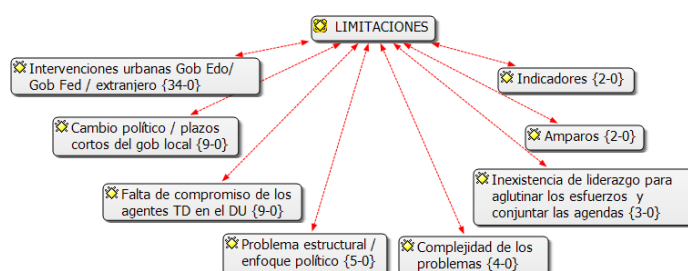 LIMITACIONES
Intervenciones urbanas Gob Edo/
Gob Fed / extranjero {34-0}
Indicadores {2-0}
Cambio político / plazos
cortos del gob local {9-0}
Amparos {2-0}
Falta de compromiso de los
agentes TD en el DU {9-0}
Inexistencia de liderazgo para
aglutinar los esfuerzos y
conjuntar las agendas {3-0}
Problema estructural /
enfoque político {5-0}
Complejidad de los
problemas {4-0}